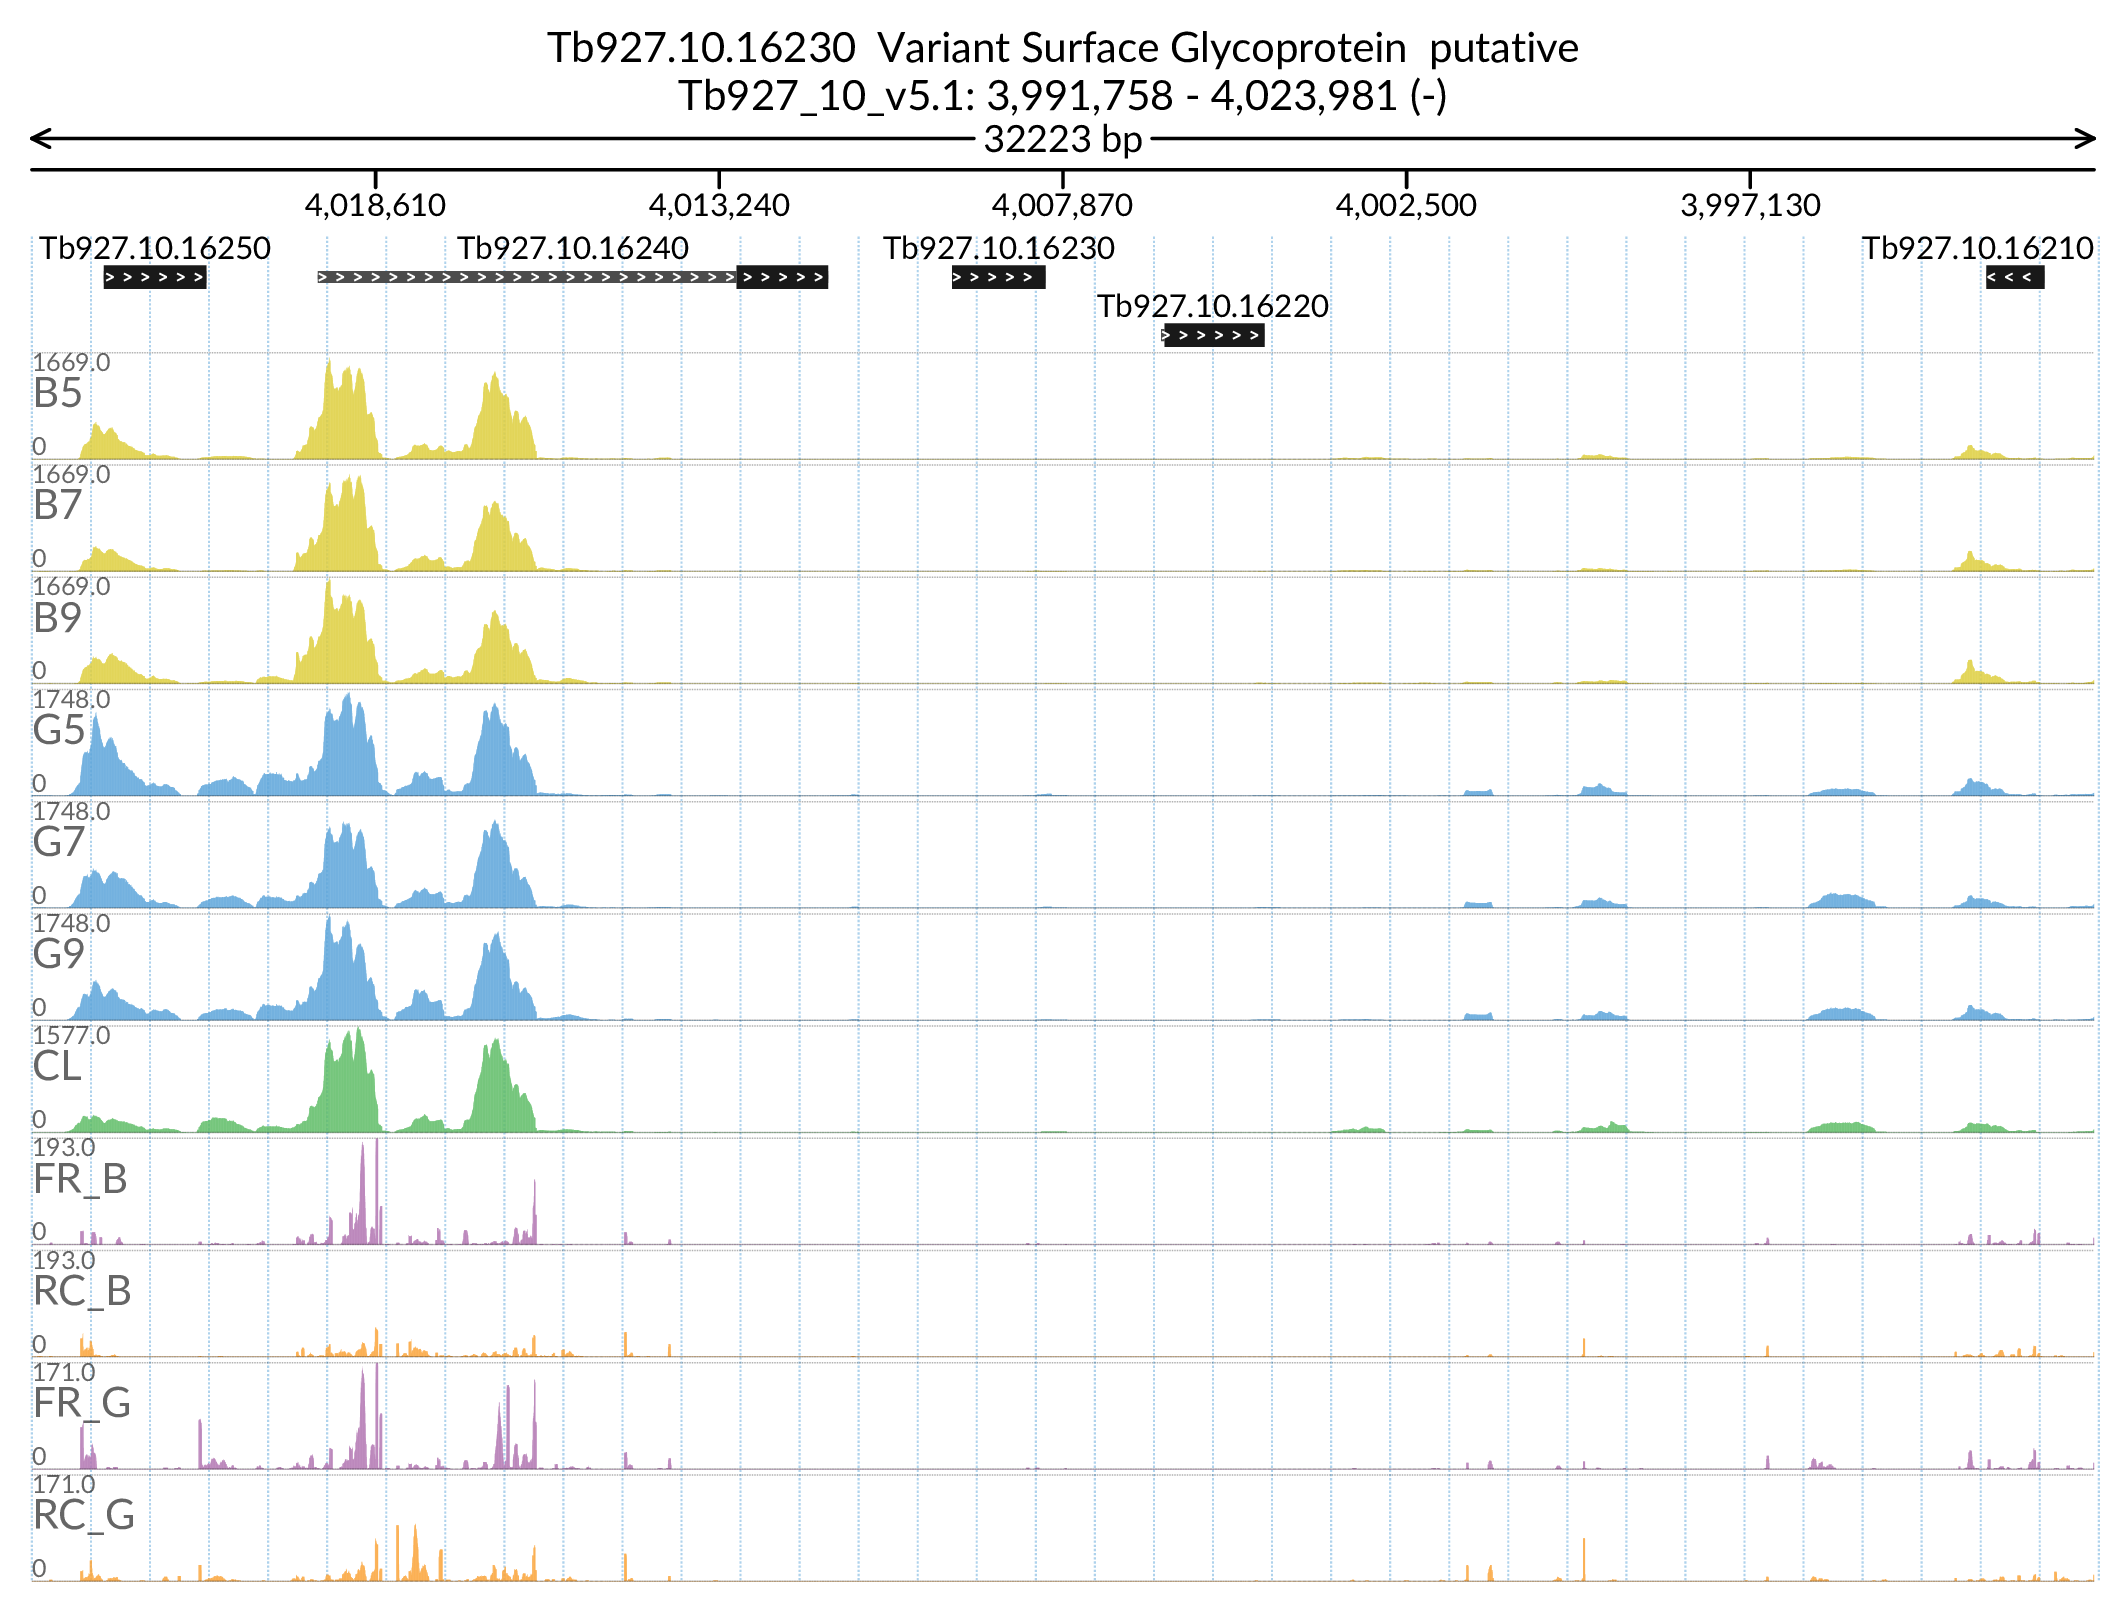 Tb927.10.16230  Variant Surface Glycoprotein  putative
Tb927_10_v5.1: 3,991,758 - 4,023,981 (-)
32223 bp
4,018,610 4,013,240 4,007,870 4,002,500 3,997,130
Tb927.10.16250 Tb927.10.16240 Tb927.10.16230 Tb927.10.16210
Tb927.10.16220
1669.0
B5
0
1669.0
B7
0
1669.0
B9
0
1748.0
G5
0
1748.0
G7
0
1748.0
G9
0
1577.0
CL
0
193.0
FR_B
0
193.0
RC_B
0
171.0
FR_G
0
171.0
RC_G
0